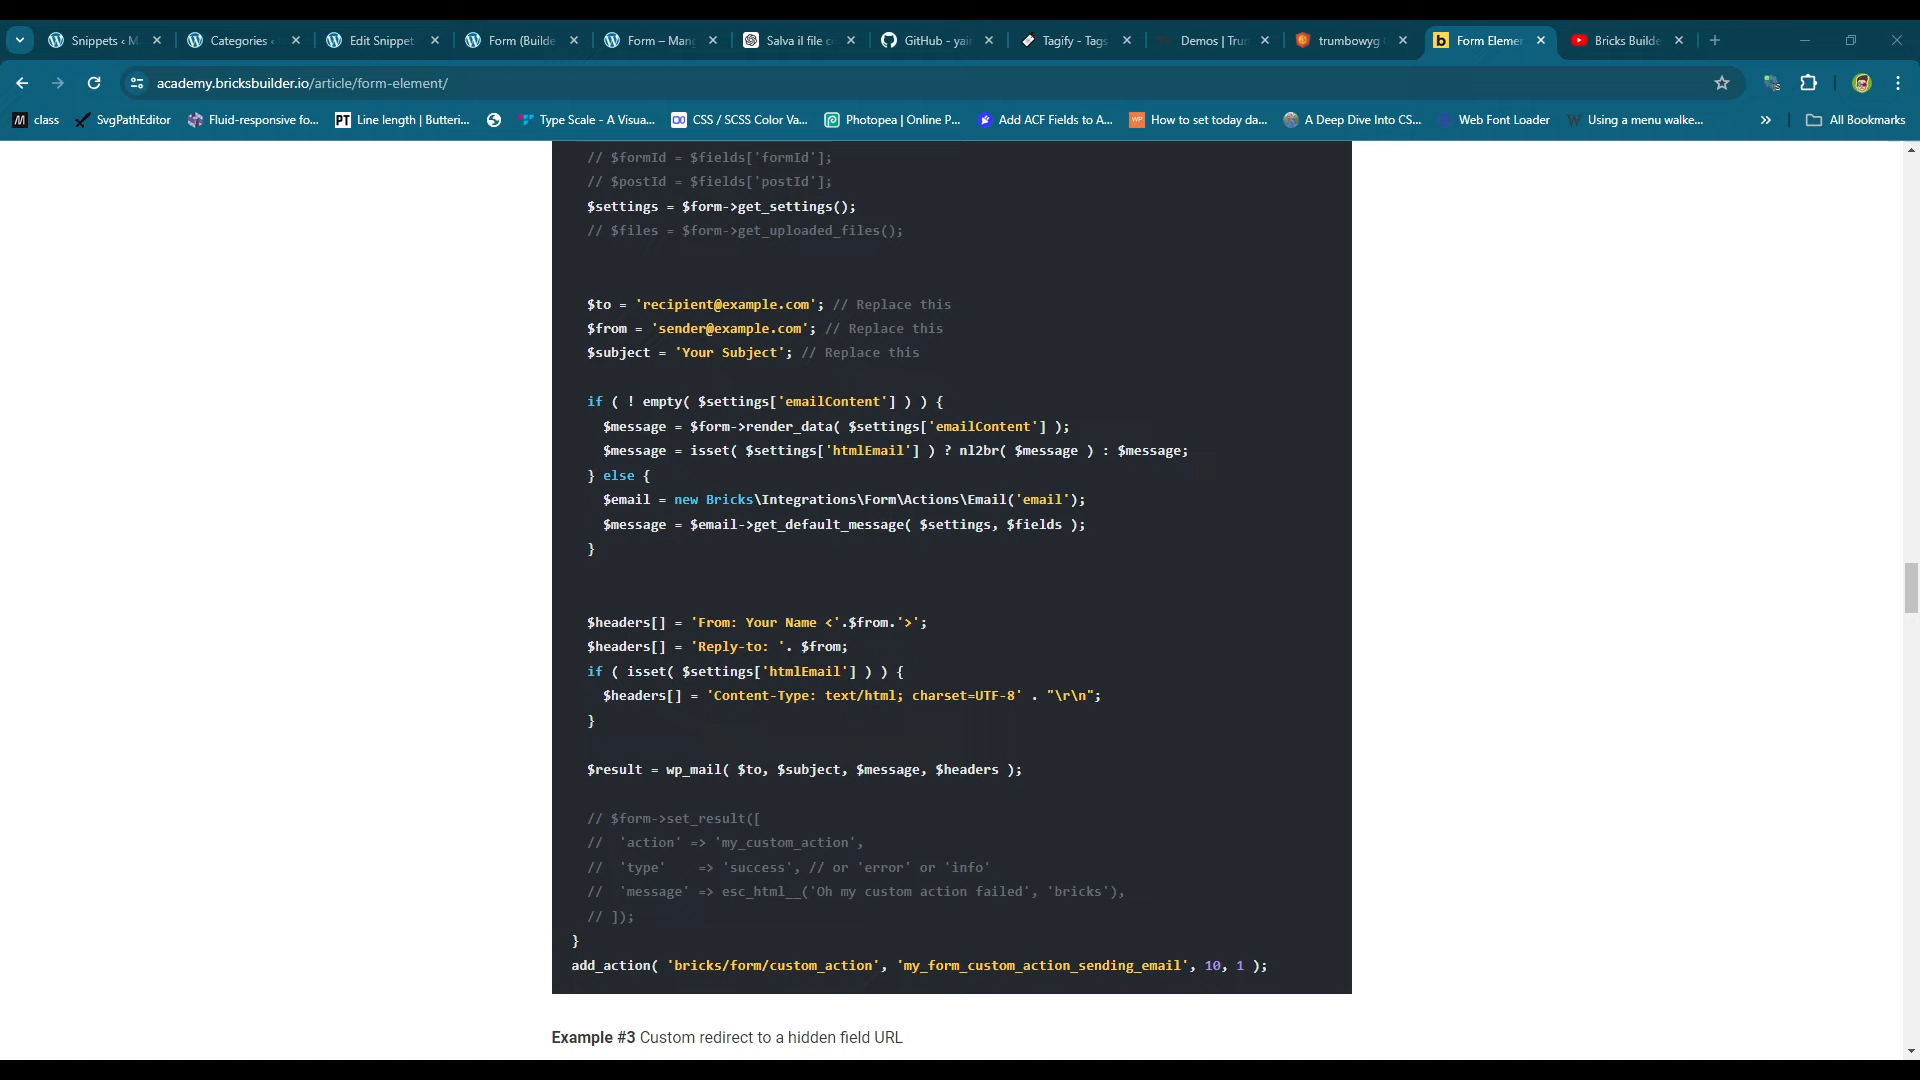 Snippets ‹ M
Categories ‹
Edit Snippet
Form (Builde
Form – Man
Salva il file c
GitHub - yai
Tagify - Tags
Demos | Tru
trumbowyg
Form Eleme
Bricks Builde
academy.bricksbuilder.io/article/form-element/
class
SvgPathEditor
Fluid-responsive fo...
PT Line length | Butteri...
Type Scale - A Visua...
CSS / SCSS Color Va...
Photopea | Online P...
Add ACF Fields to A...
WP How to set today da...
A Deep Dive Into CS...
Web Font Loader
W Using a menu walke...
»
All Bookmarks
// $formId = $fields['formId'];
// $postId = $fields['postId'];
$settings = $form->get_settings();
// $files = $form->get_uploaded_files();
$to = 'recipient@example.com'; // Replace this
$from = 'sender@example.com'; // Replace this
$subject = 'Your Subject'; // Replace this
if ( ! empty( $settings['emailContent'] ) ) {
$message = $form->render_data( $settings['emailContent'] );
$message = isset( $settings['htmlEmail'] ) ? nl2br( $message ) : $message;
} else {
$email = new Bricks\Integrations\Form\Actions\Email('email');
$message = $email->get_default_message( $settings, $fields );
}
$headers[] = 'From: Your Name <'.$from.'>';
$headers[] = 'Reply-to: '. $from;
if ( isset( $settings['htmlEmail'] ) ) {
$headers[] = 'Content-Type: text/html; charset=UTF-8' . "\r\n";
}
$result = wp_mail( $to, $subject, $message, $headers );
// $form->set_result([
// 'action' => 'my_custom_action',
// 'type' => 'success', // or 'error' or 'info'
// 'message' => esc_html__('Oh my custom action failed', 'bricks'),
// ]);
}
add_action( 'bricks/form/custom_action', 'my_form_custom_action_sending_email', 10, 1 );
Example #3 Custom redirect to a hidden field URL